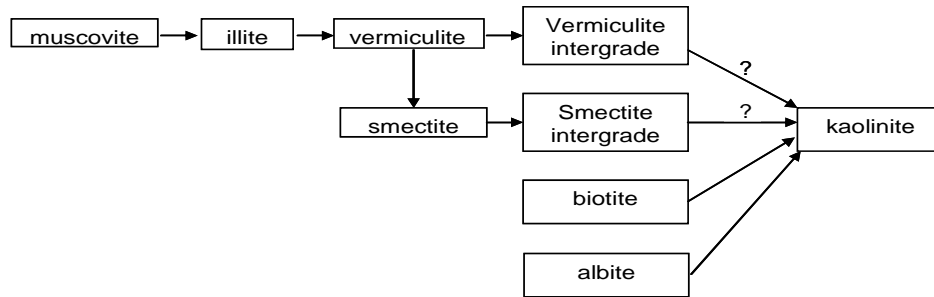 muscovite
illite
vermiculite
Vermiculite
intergrade
?
smectite
Smectite
intergrade
?
kaolinite
biotite
albite